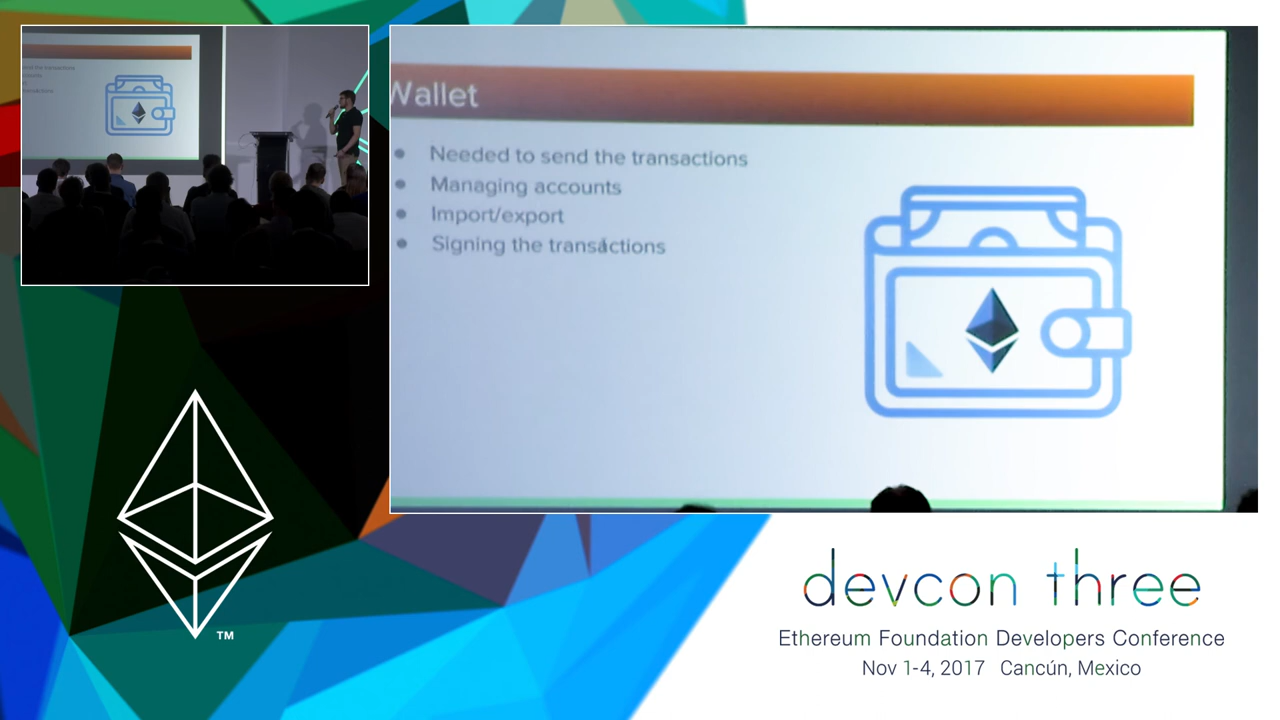 Wallet
Needed to send the transactions
Managing accounts
Import/export
Signing the transactions
TM
devcon three
Ethereum Foundation Developers Conference
Nov 1-4, 2017 Cancún, Mexico